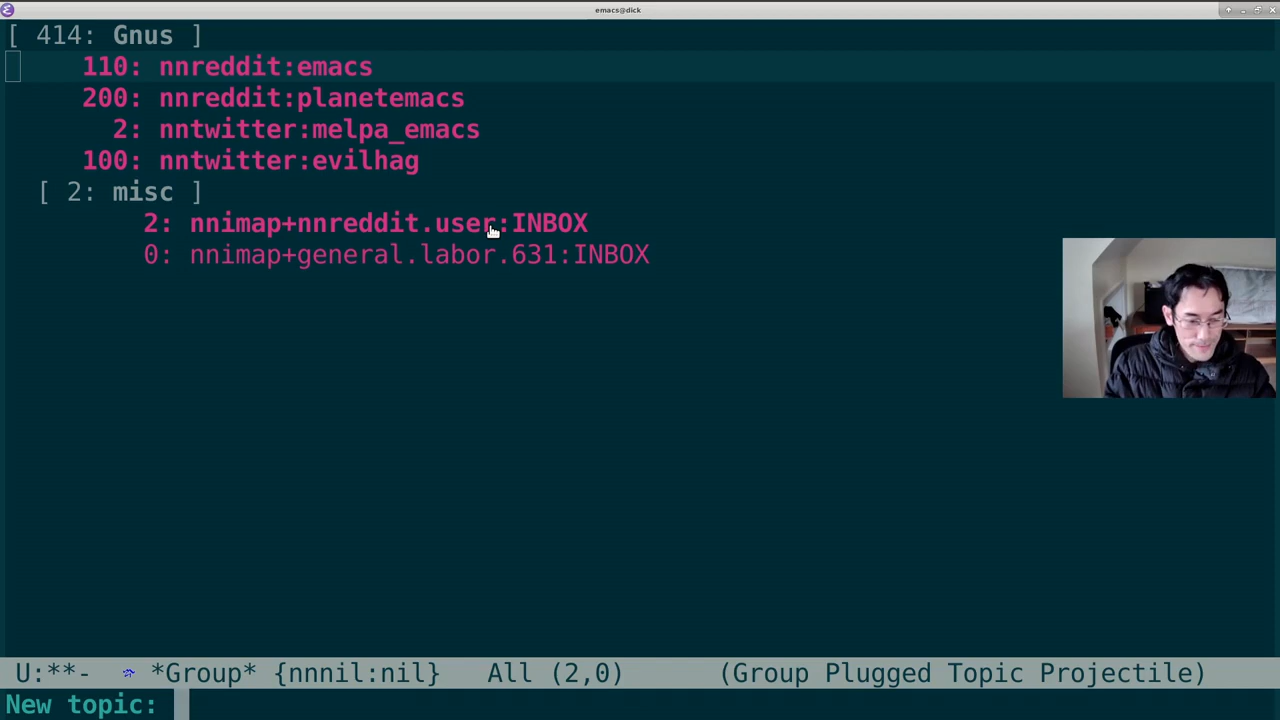 emacs@dick
[ 414: Gnus ]
110: nnreddit:emacs
200: nnreddit:planetemacs
2: nntwitter:melpa_emacs
100: nntwitter:evilhag
[ 2: misc ]
2: nnimap+nnreddit.user:INBOX
0: nnimap+general.labor.631:INBOX
U:**- *Group* {nnnil:nil} All (2,0) (Group Plugged Topic Projectile)
New topic: